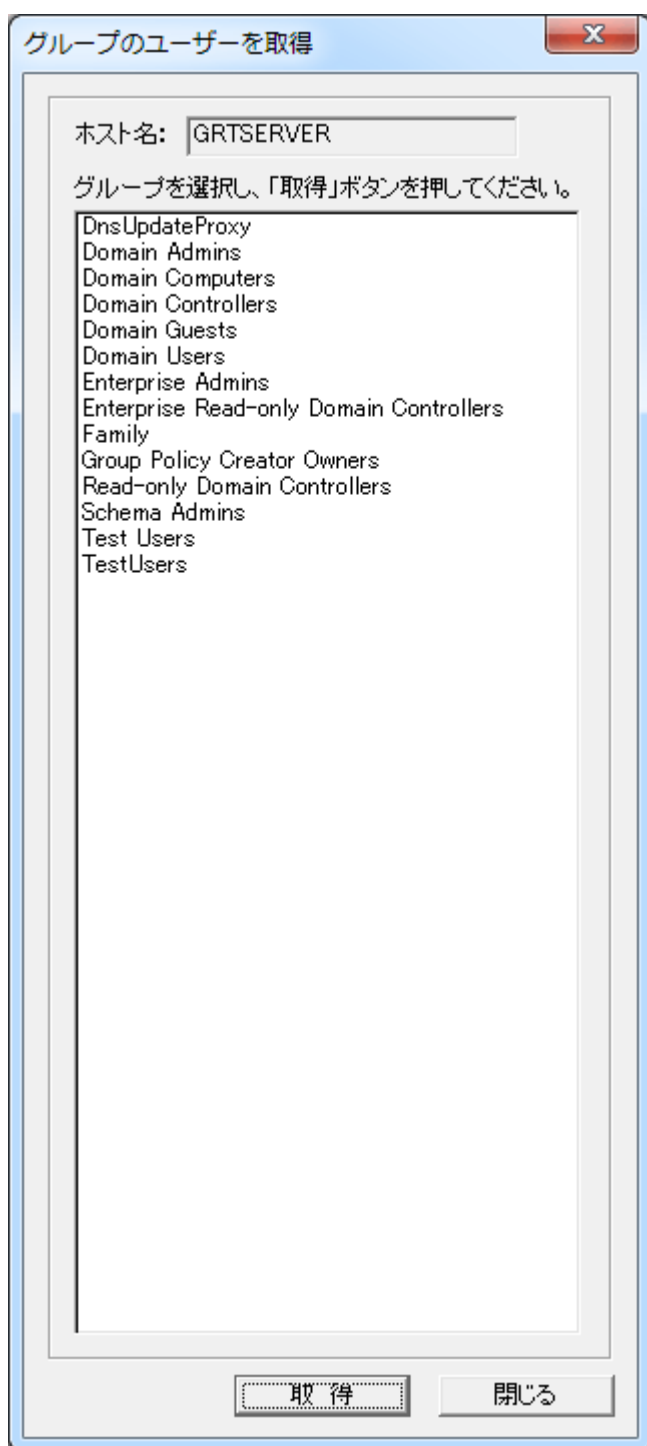 グループのユーザーを取得
ホスト名: GRTSERVER
グループを選択し、「取得」ボタンを押してください。
DnsUpdateProxy
Domain Admins
Domain Computers
Domain Controllers
Domain Guests
Domain Users
Enterprise Admins
Enterprise Read-only Domain Controllers
Family
Group Policy Creator Owners
Read-only Domain Controllers
Schema Admins
Test Users
TestUsers
取 得 閉じる